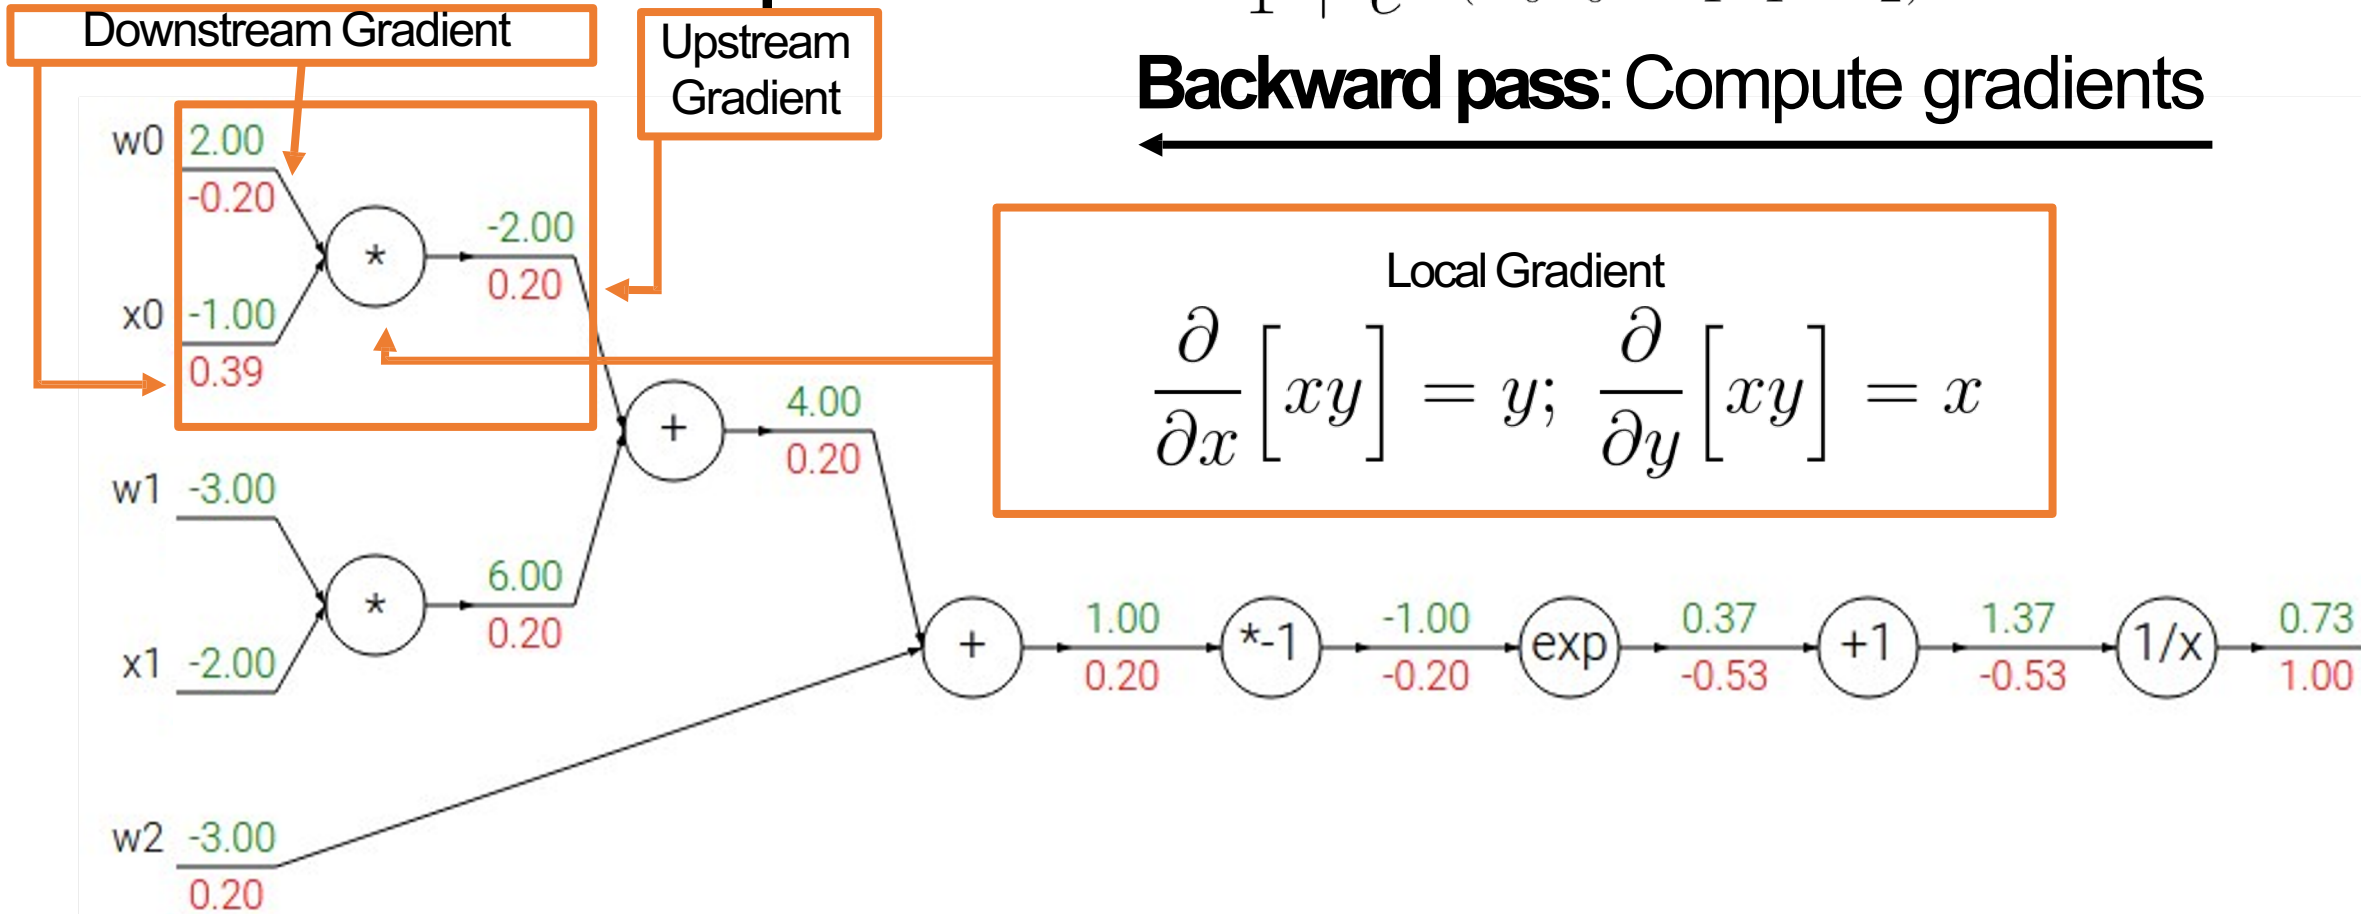 Downstream Gradient
Upstream
Gradient
Backward pass: Compute gradients
w0 2.00
-0.20
*
-2.00
0.20
x0 -1.00
0.39
Local Gradient
∂/∂x [xy] = y; ∂/∂y [xy] = x
+
4.00
0.20
w1 -3.00
*
6.00
0.20
x1 -2.00
+
1.00
0.20
*-1
-1.00
-0.20
exp
0.37
-0.53
+1
1.37
-0.53
1/x
0.73
1.00
w2 -3.00
0.20